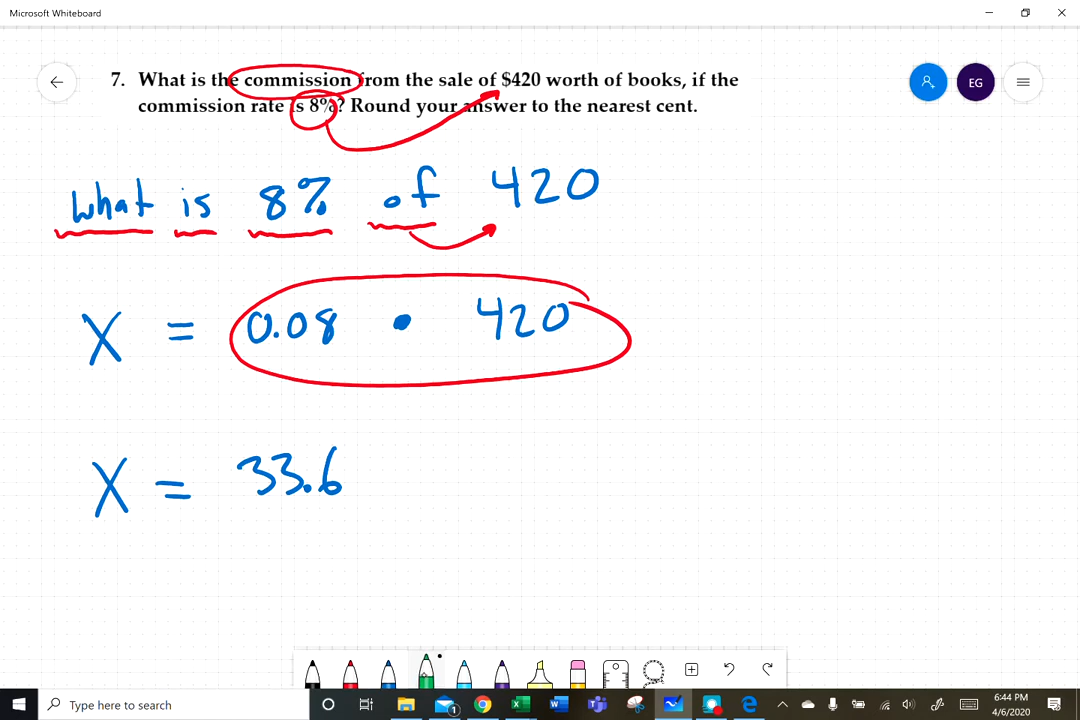 Microsoft Whiteboard
7. What is the commission from the sale of $420 worth of books, if the
commission rate is 8%? Round your answer to the nearest cent.
EG
What is 8% of 420
X = 0.08 • 420
X = 33.6
Type here to search
1
6:44 PM
4/6/2020